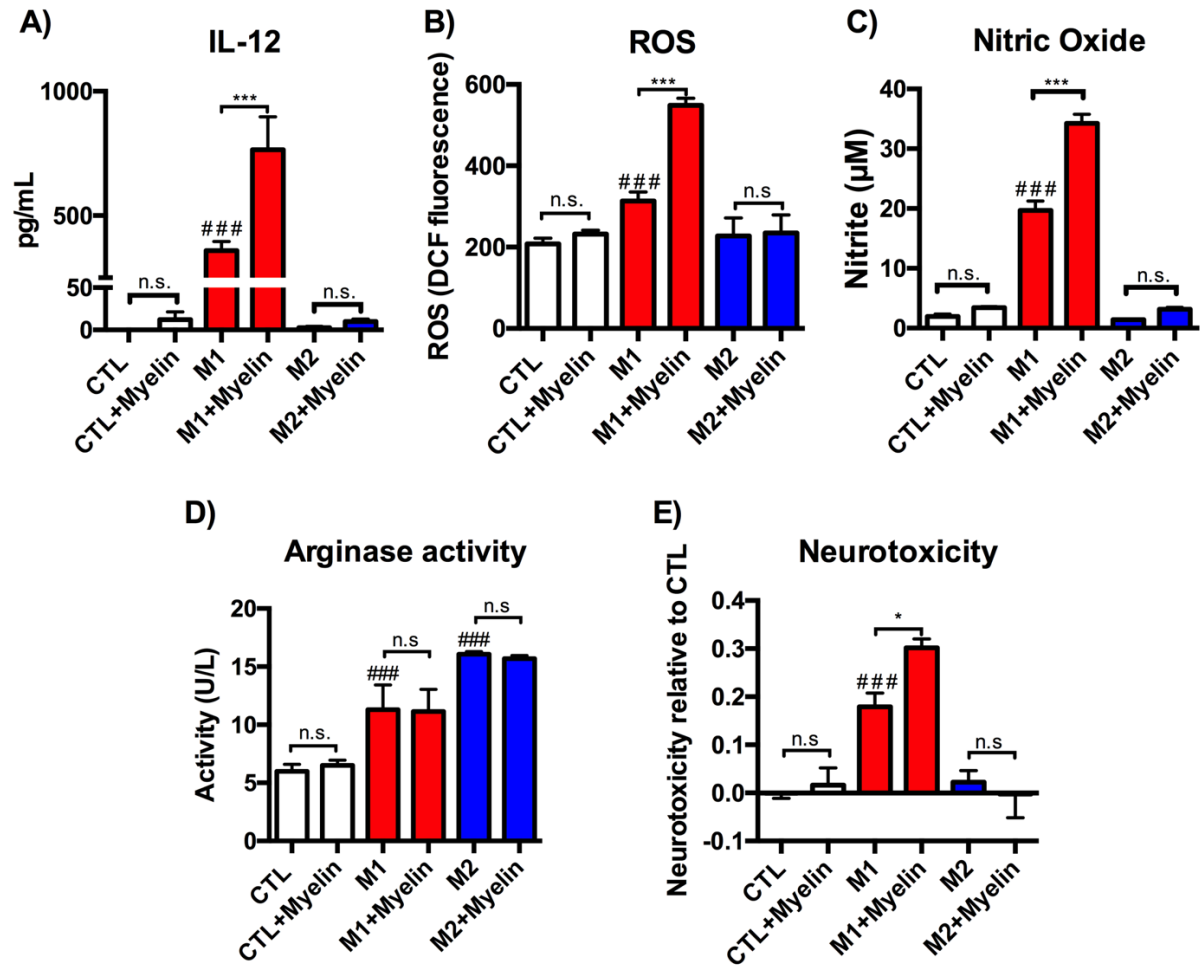 A)
IL-12
pg/mL
1000
500
50
0
n.s.
###
***
n.s.
CTL
CTL+Myelin
M1
M1+Myelin
M2
M2+Myelin
B)
ROS
ROS (DCF fluorescence)
600
400
200
0
n.s.
###
***
n.s
CTL
CTL+Myelin
M1
M1+Myelin
M2
M2+Myelin
C)
Nitric Oxide
Nitrite (µM)
40
30
20
10
0
n.s.
###
***
n.s.
CTL
CTL+Myelin
M1
M1+Myelin
M2
M2+Myelin
D)
Arginase activity
Activity (U/L)
20
15
10
5
0
n.s.
###
n.s
###
n.s
CTL
CTL+Myelin
M1
M1+Myelin
M2
M2+Myelin
E)
Neurotoxicity
Neurotoxicity relative to CTL
0.4
0.3
0.2
0.1
0.0
-0.1
n.s
###
*
n.s
CTL
CTL+Myelin
M1
M1+Myelin
M2
M2+Myelin